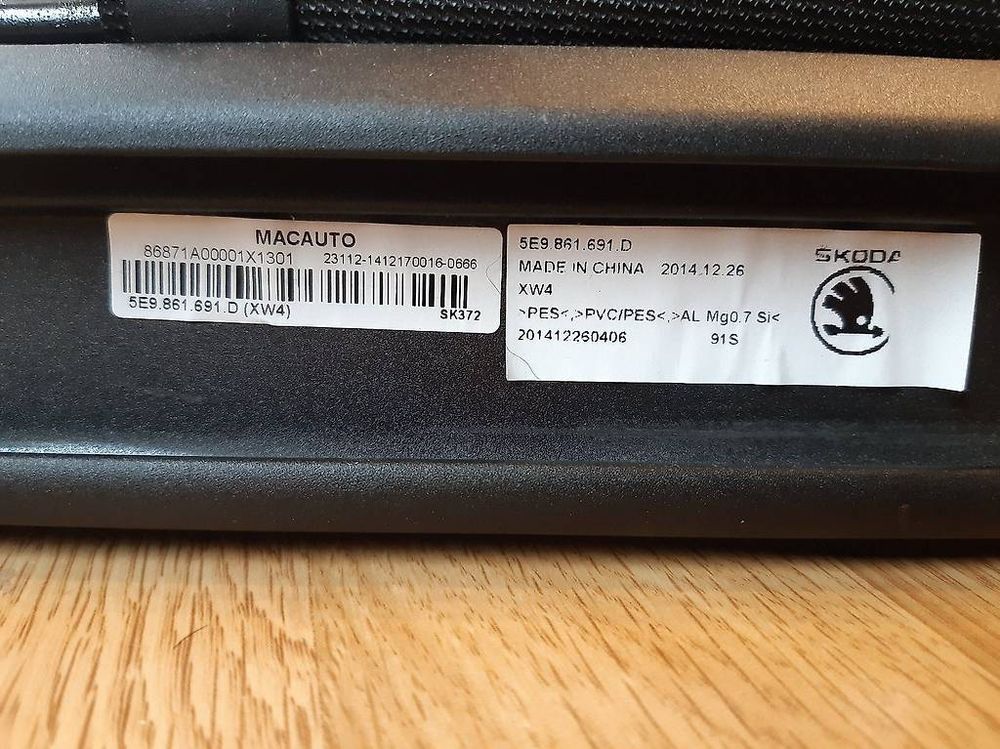 MACAUTO
86871A00001X1301 23112-1412170016-0666
5E9.861.691.D (XW4)
SK372
5E9.861.691.D
MADE IN CHINA 2014.12.26
XW4
>PES<,>PVC/PES<,>AL Mg0.7 Si<
201412260406 91S
ŠKODA